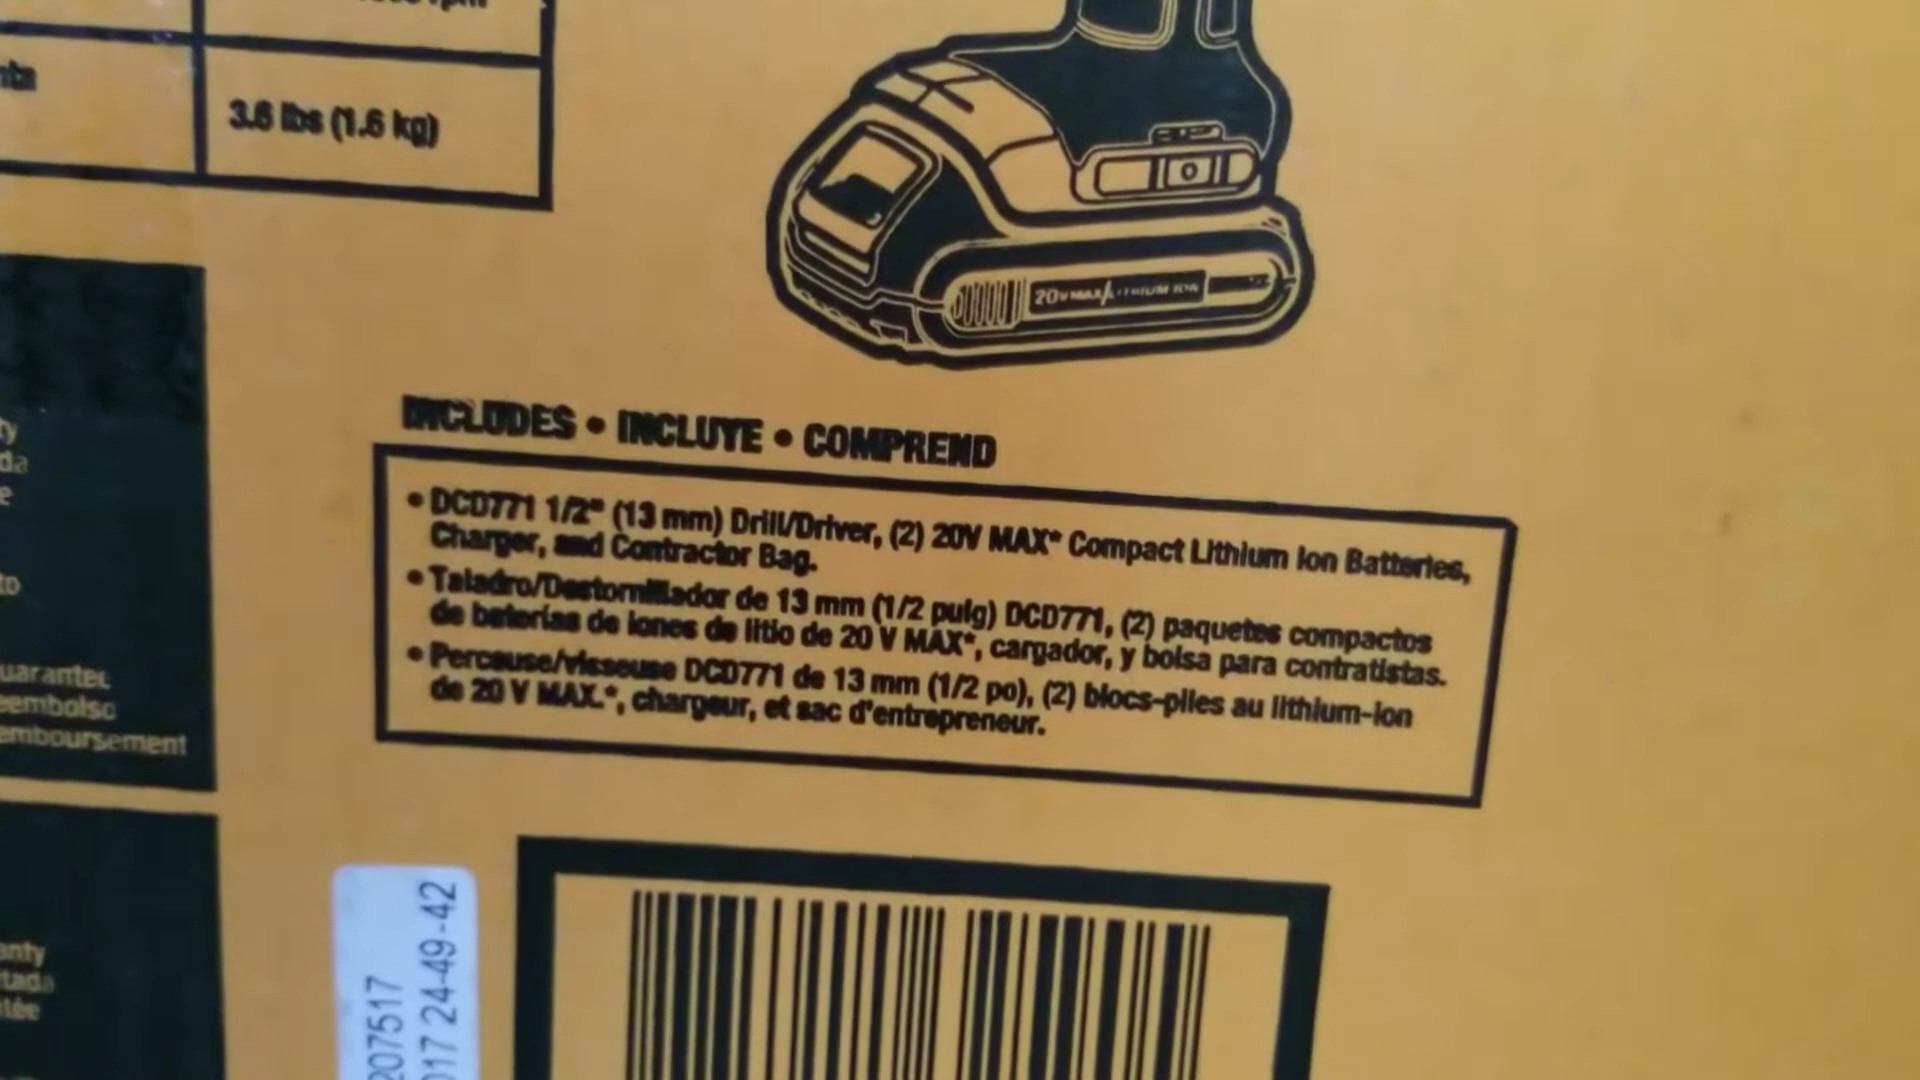 3.6 lbs (1.6 kg)
20V MAX/LITHIUM ION
INCLUDES • INCLUYE • COMPREND
• DCD771 1/2" (13 mm) Drill/Driver, (2) 20V MAX* Compact Lithium Ion Batteries,
Charger, and Contractor Bag.
• Taladro/Destornillador de 13 mm (1/2 pulg) DCD771, (2) paquetes compactos
de baterías de iones de litio de 20 V MAX*, cargador, y bolsa para contratistas.
• Perceuse/visseuse DCD771 de 13 mm (1/2 po), (2) blocs-piles au lithium-ion
de 20 V MAX.*, chargeur, et sac d'entrepreneur.
207517
017 24-49-42